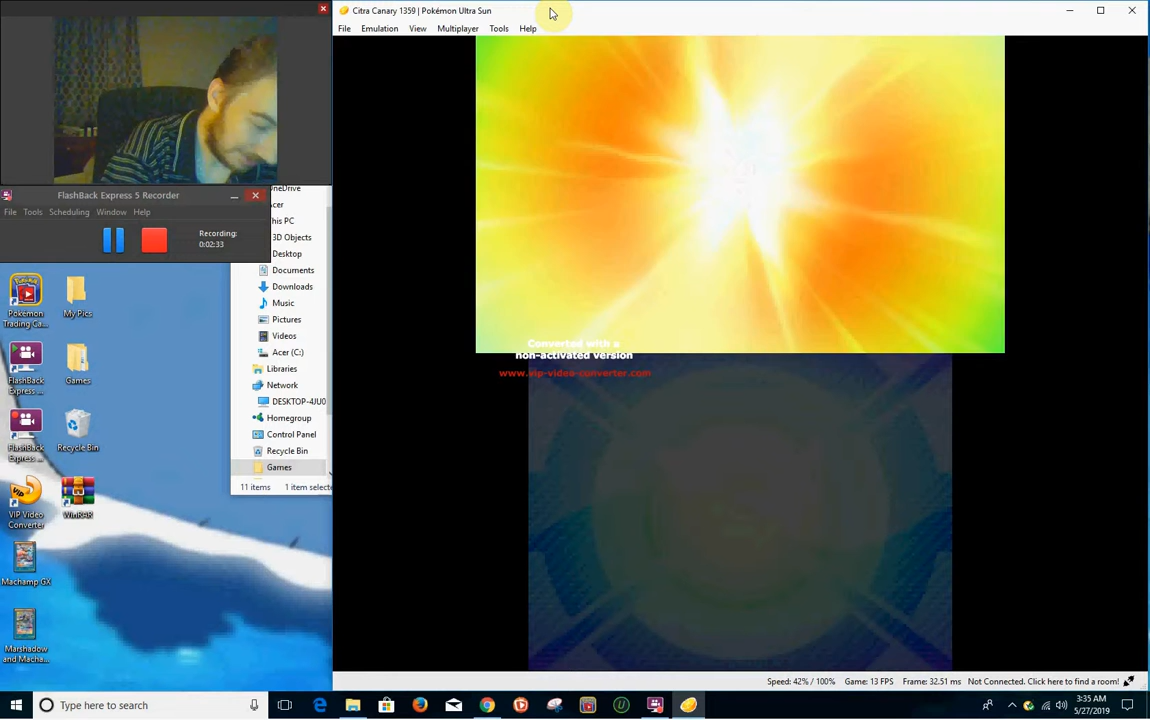 Citra Canary 1359 | Pokémon Ultra Sun
File Emulation View Multiplayer Tools Help
FlashBack Express 5 Recorder
File Tools Scheduling Window Help
Recording:
0:02:33
OneDrive
Acer
This PC
3D Objects
Desktop
Documents
Downloads
Music
Pictures
Videos
Acer (C:)
Libraries
Network
DESKTOP-4JU0
Homegroup
Control Panel
Recycle Bin
Games
11 items 1 item selecte
Pokemon
Trading Ca...
My Pics
FlashBack
Express ...
Games
FlashBack
Express ...
Recycle Bin
VIP Video
Converter
WinRAR
Machamp GX
Marshadow
and Macha...
Converted with a
non-activated version
www.vip-video-converter.com
Speed: 42% / 100% Game: 13 FPS Frame: 32.51 ms Not Connected. Click here to find a room!
Type here to search
3:35 AM
5/27/2019